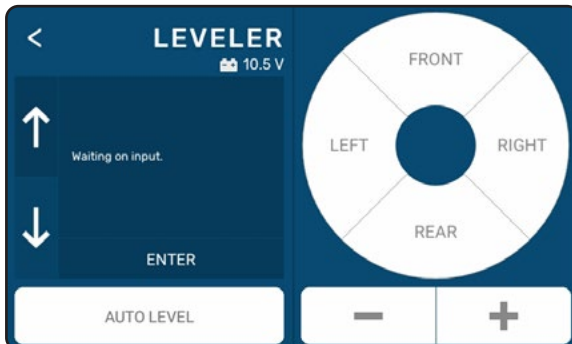 LEVELER
10.5 V
Waiting on input.
ENTER
AUTO LEVEL
FRONT
LEFT
RIGHT
REAR